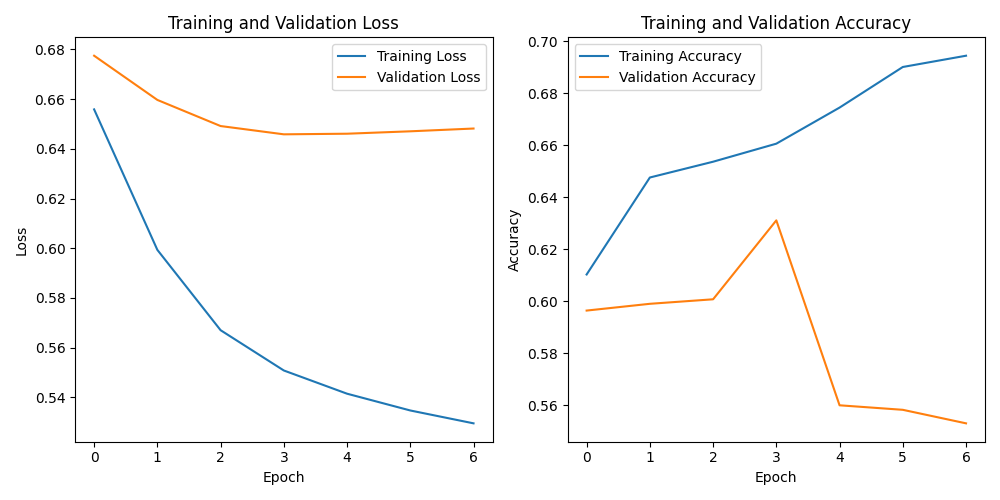 Training and Validation Loss
Training Loss
Validation Loss
0.68
0.66
0.64
0.62
0.60
0.58
0.56
0.54
Loss
0 1 2 3 4 5 6
Epoch
Training and Validation Accuracy
Training Accuracy
Validation Accuracy
0.70
0.68
0.66
0.64
0.62
0.60
0.58
0.56
Accuracy
0 1 2 3 4 5 6
Epoch